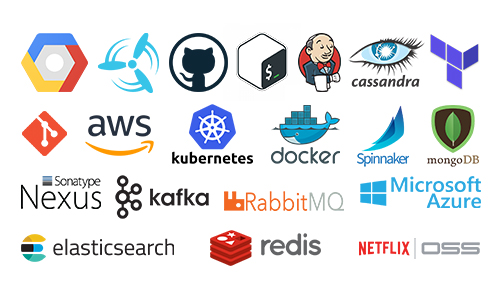 cassandra
aws
kubernetes
docker
Spinnaker
mongoDB
Sonatype
Nexus
kafka
RabbitMQ
Microsoft
Azure
elasticsearch
redis
NETFLIX OSS